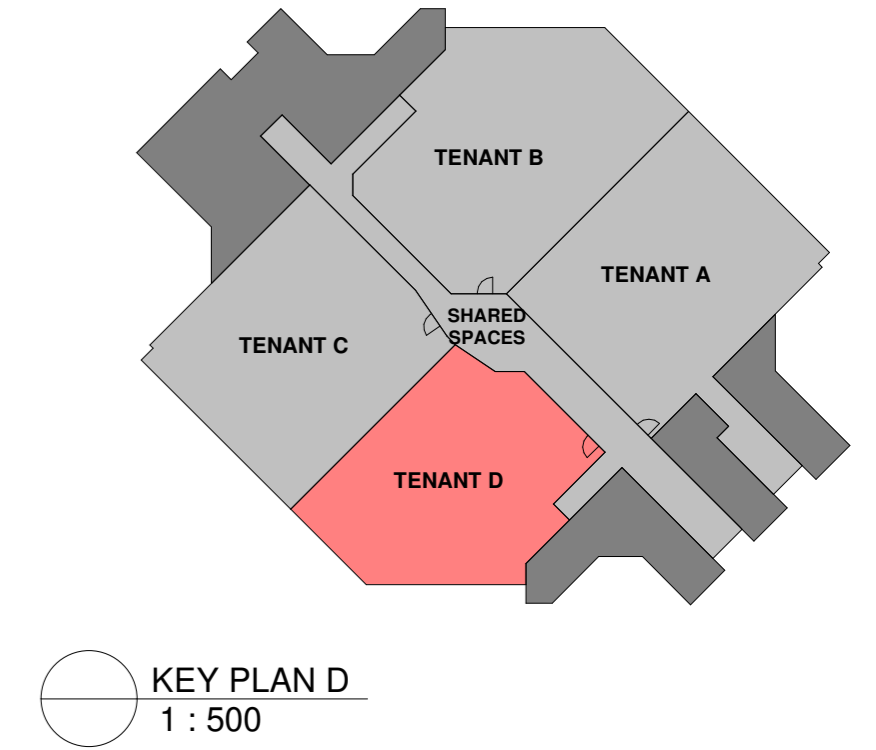 TENANT B
TENANT A
SHARED
SPACES
TENANT C
TENANT D
KEY PLAN D
1 : 500